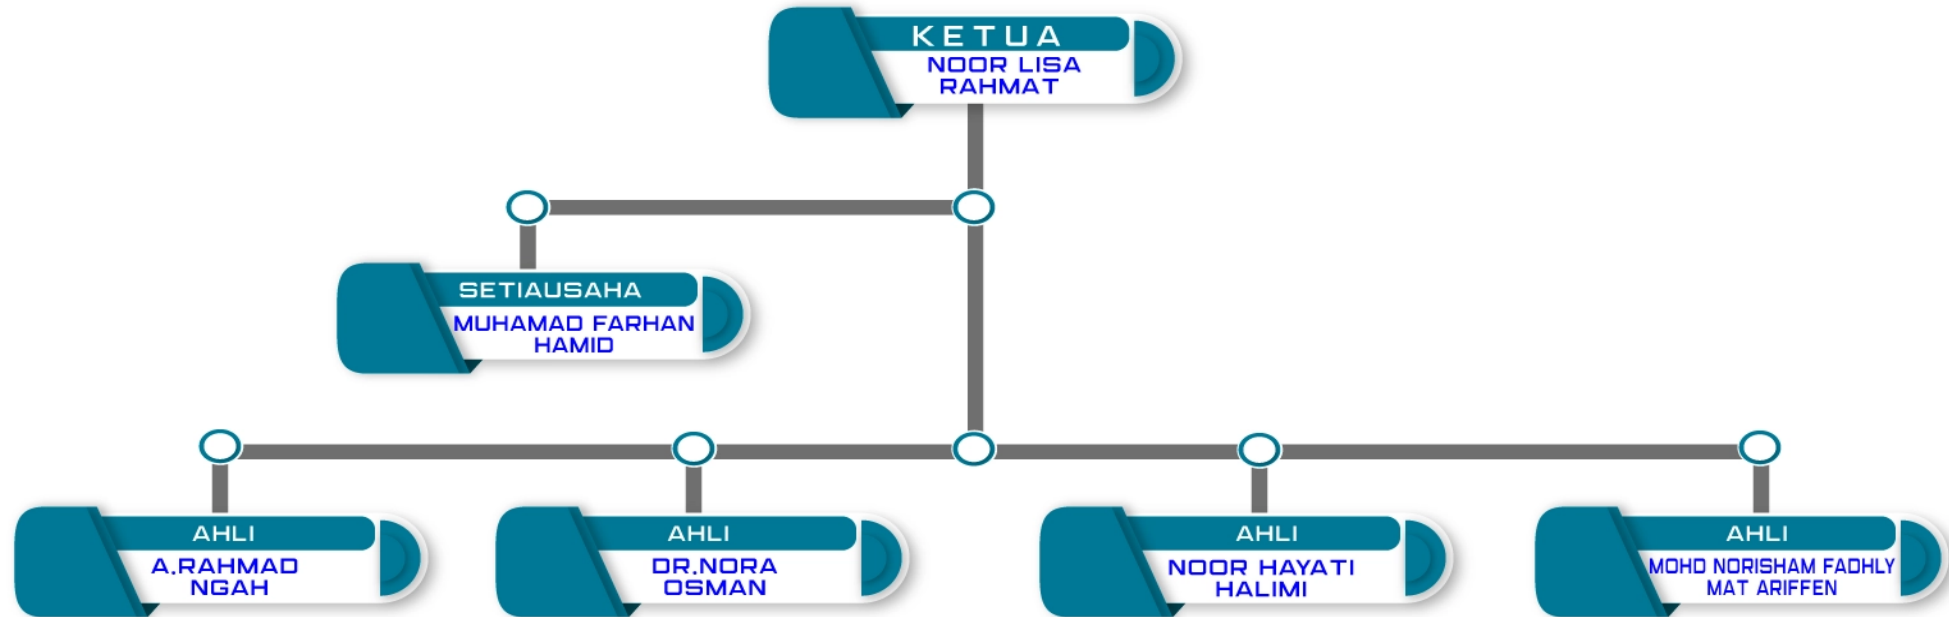 KETUA
NOOR LISA
RAHMAT
SETIAUSAHA
MUHAMAD FARHAN
HAMID
AHLI
A.RAHMAD
NGAH
AHLI
DR.NORA
OSMAN
AHLI
NOOR HAYATI
HALIMI
AHLI
MOHD NORISHAM FADHLY
MAT ARIFFEN